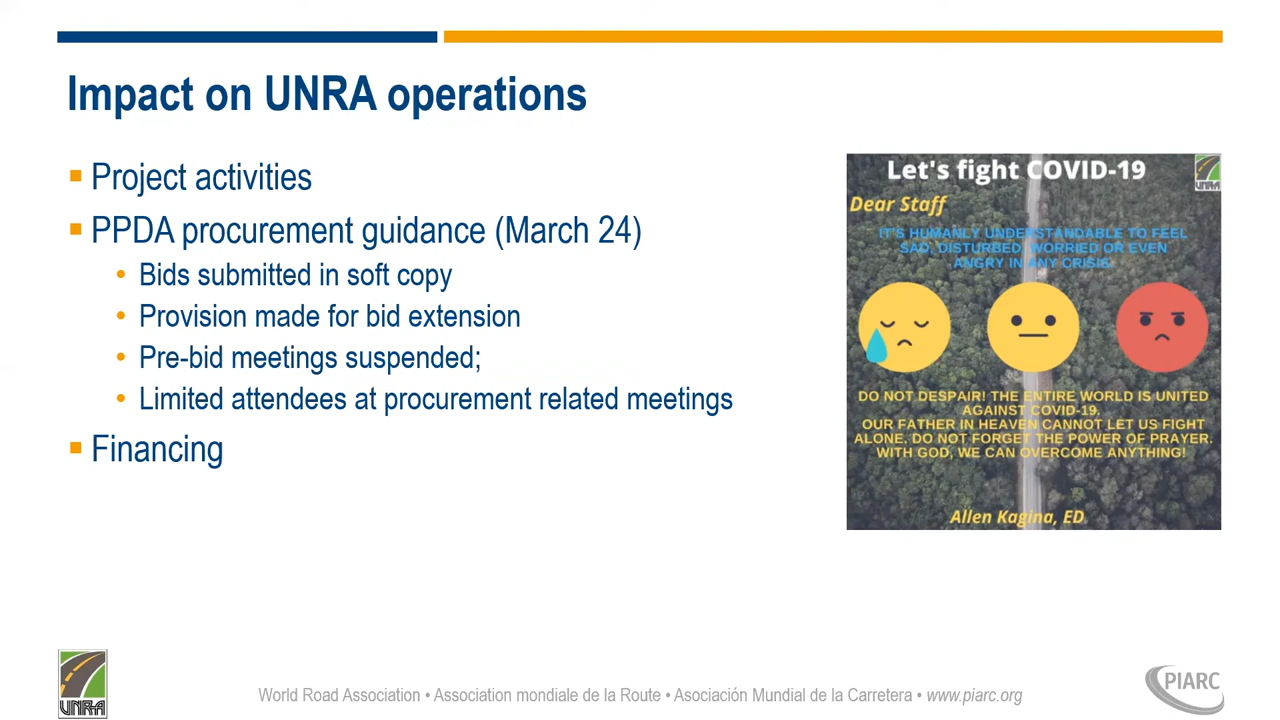 Impact on UNRA operations
Project activities
PPDA procurement guidance (March 24)
Bids submitted in soft copy
Provision made for bid extension
Pre-bid meetings suspended;
Limited attendees at procurement related meetings
Financing
Let's fight COVID-19
UNRA
Dear Staff
IT'S HUMANLY UNDERSTANDABLE TO FEEL
SAD, DISTURBED, WORRIED OR EVEN
ANGRY IN ANY CRISIS.
DO NOT DESPAIR! THE ENTIRE WORLD IS UNITED
AGAINST COVID-19.
OUR FATHER IN HEAVEN CANNOT LET US FIGHT
ALONE. DO NOT FORGET THE POWER OF PRAYER.
WITH GOD, WE CAN OVERCOME ANYTHING!
Allen Kagina, ED
UNRA
World Road Association • Association mondiale de la Route • Asociación Mundial de la Carretera • www.piarc.org
PIARC